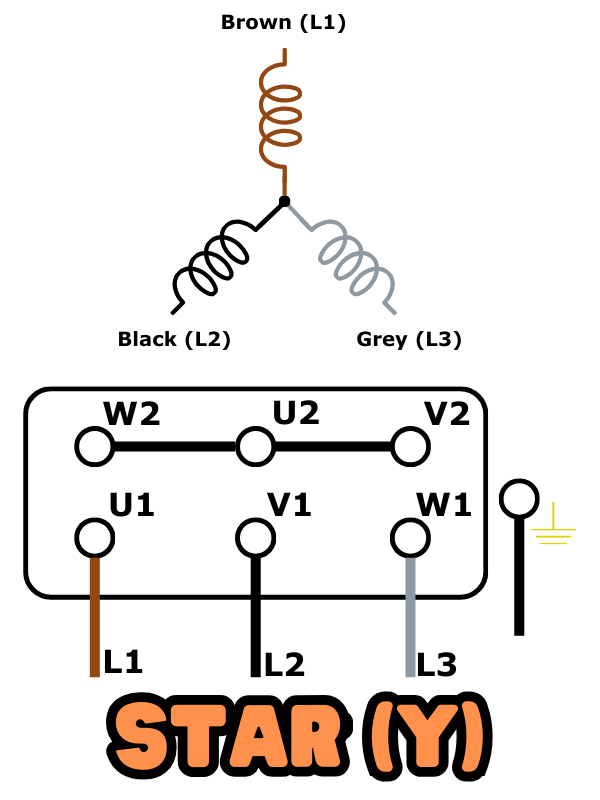 Brown (L1)
Black (L2) Grey (L3)
W2 U2 V2
U1 V1 W1
L1 L2 L3
STAR (Y)